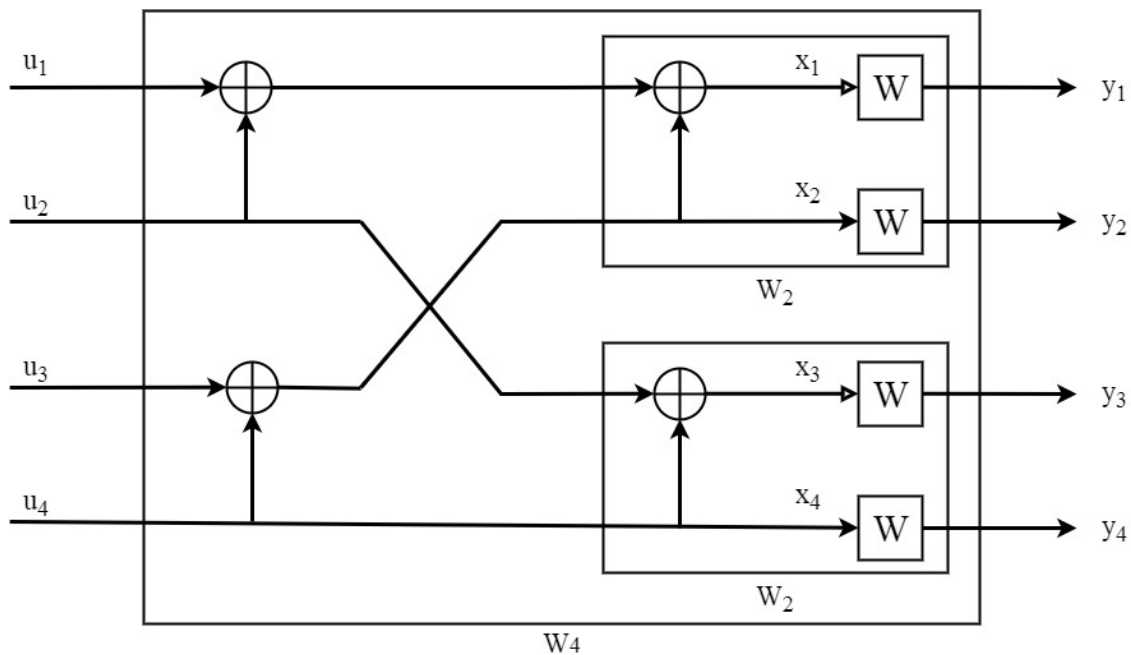 u₁ x₁ W y₁
u₂ x₂ W y₂
W₂
u₃ x₃ W y₃
u₄ x₄ W y₄
W₂
W₄